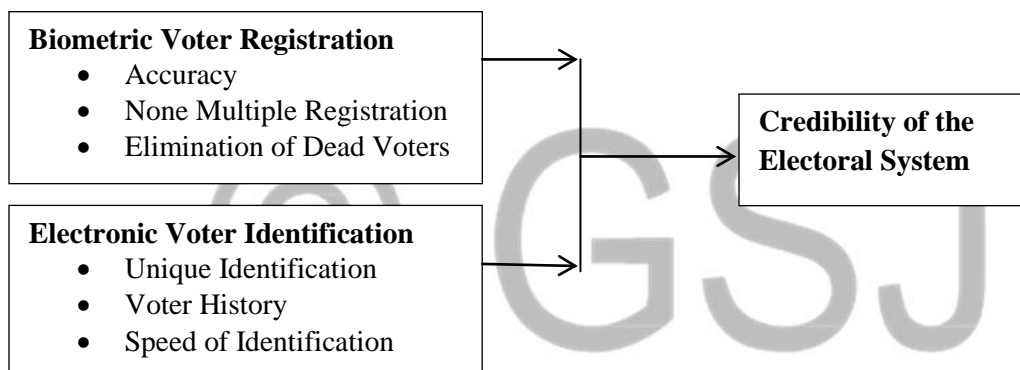 Biometric Voter Registration
• Accuracy
• None Multiple Registration
• Elimination of Dead Voters
Credibility of the
Electoral System
Electronic Voter Identification
• Unique Identification
• Voter History
• Speed of Identification
© GSJ